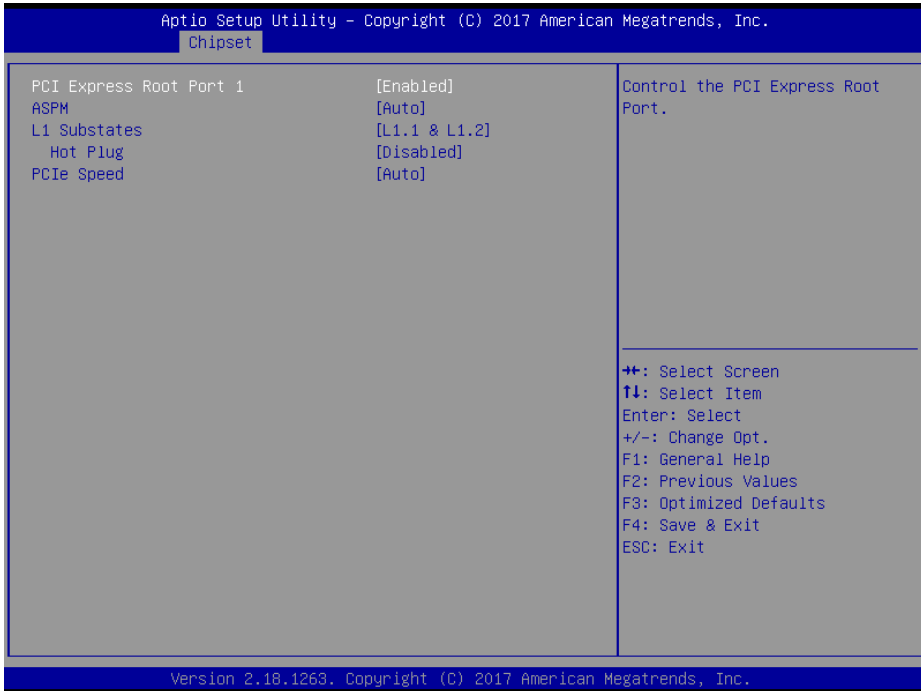 Aptio Setup Utility – Copyright (C) 2017 American Megatrends, Inc.
Chipset
PCI Express Root Port 1 [Enabled]
ASPM [Auto]
L1 Substates [L1.1 & L1.2]
Hot Plug [Disabled]
PCIe Speed [Auto]
Control the PCI Express Root
Port.
→←: Select Screen
↑↓: Select Item
Enter: Select
+/-: Change Opt.
F1: General Help
F2: Previous Values
F3: Optimized Defaults
F4: Save & Exit
ESC: Exit
Version 2.18.1263. Copyright (C) 2017 American Megatrends, Inc.